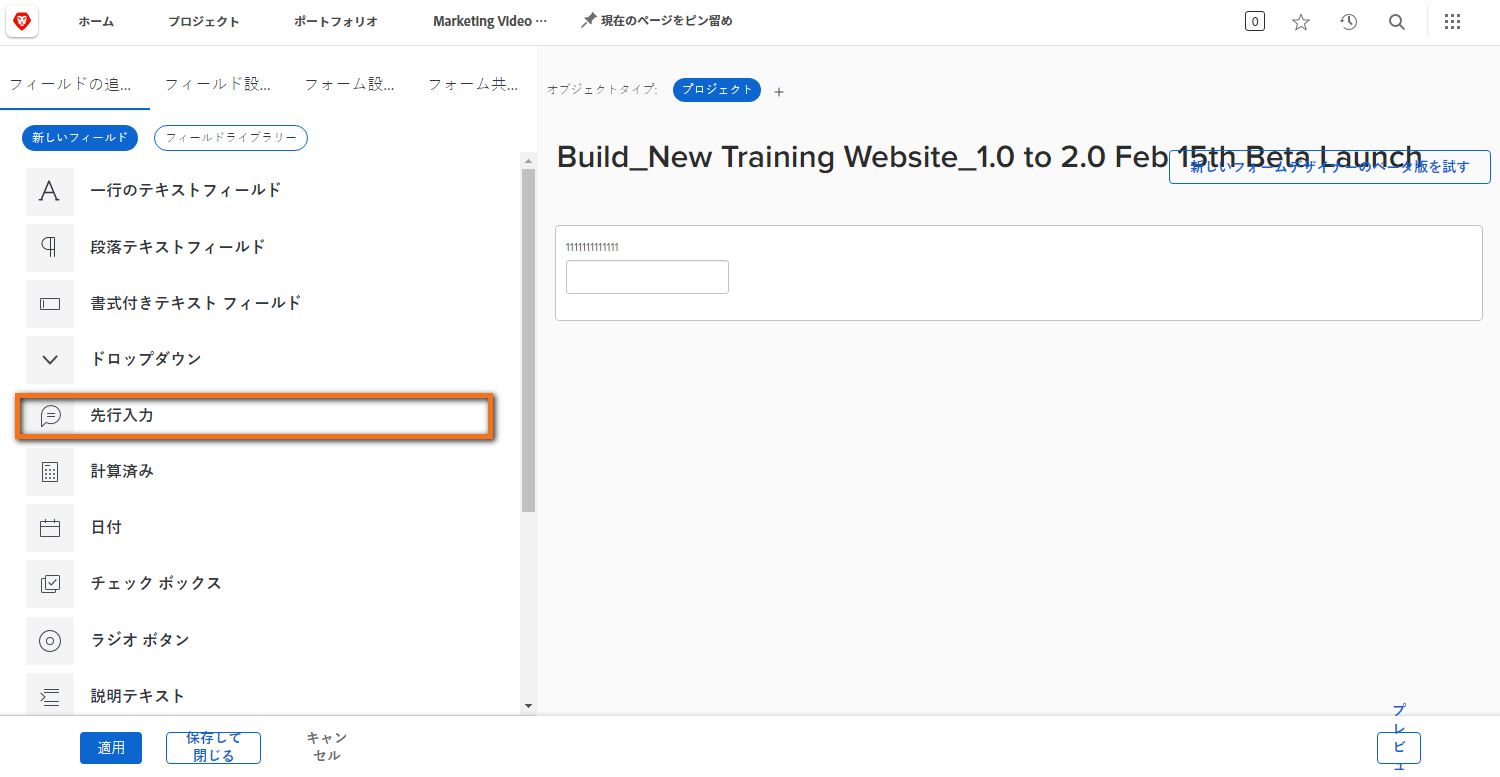 ホーム プロジェクト ポートフォリオ Marketing Video ⋯ 現在のページをピン留め 0
フィールドの追... フィールド設... フォーム設... フォーム共...
オブジェクトタイプ: プロジェクト +
新しいフィールド フィールドライブラリー
Build_New Training Website_1.0 to 2.0 Feb 15th Beta Launch
新しいフォームデザイナーのベータ版を試す
一行のテキストフィールド
段落テキストフィールド
1111111111111
書式付きテキスト フィールド
ドロップダウン
先行入力
計算済み
日付
チェック ボックス
ラジオ ボタン
説明テキスト
適用
保存して
閉じる
キャン
セル
プ
レ
ビ
ュ